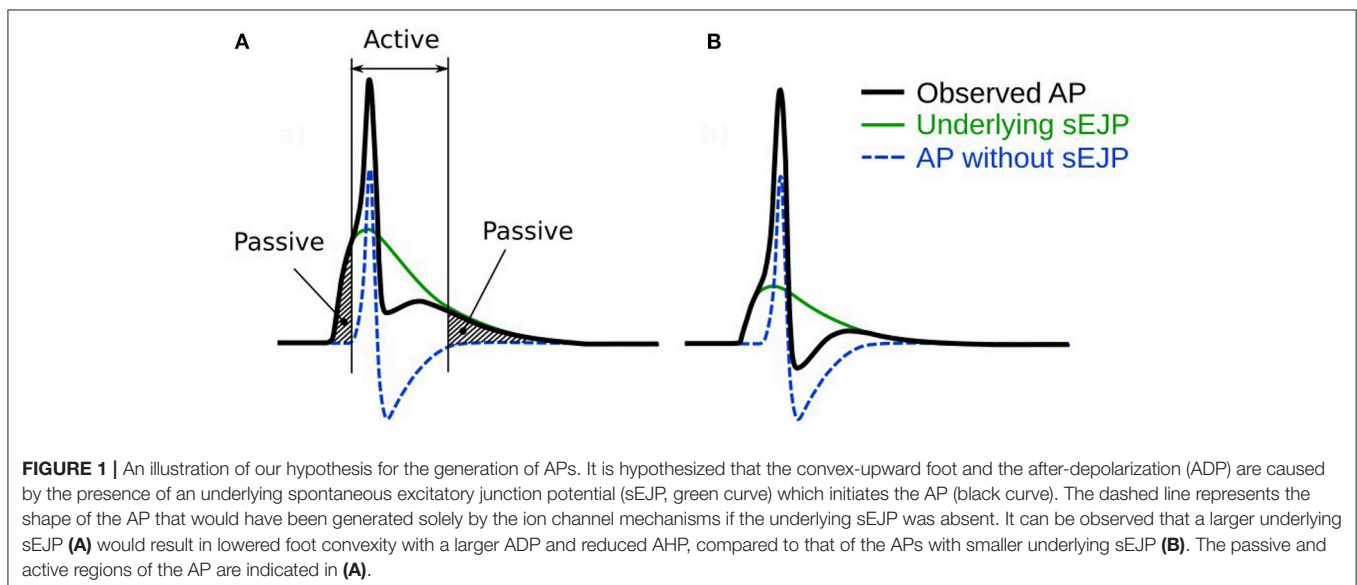 A
Active
Passive
Passive
a)
B
b)
Observed AP
Underlying sEJP
AP without sEJP
FIGURE 1 | An illustration of our hypothesis for the generation of APs. It is hypothesized that the convex-upward foot and the after-depolarization (ADP) are caused
by the presence of an underlying spontaneous excitatory junction potential (sEJP, green curve) which initiates the AP (black curve). The dashed line represents the
shape of the AP that would have been generated solely by the ion channel mechanisms if the underlying sEJP was absent. It can be observed that a larger underlying
sEJP (A) would result in lowered foot convexity with a larger ADP and reduced AHP, compared to that of the APs with smaller underlying sEJP (B). The passive and
active regions of the AP are indicated in (A).